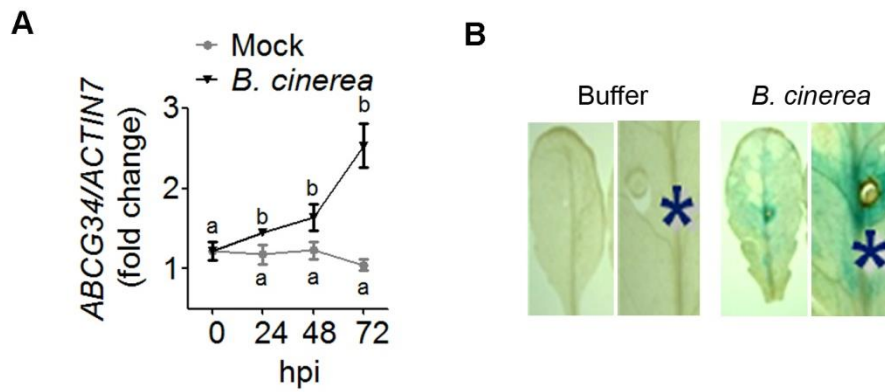 A
Mock
B. cinerea
ABCG34/ACTIN7
(fold change)
3
2
1
a
b
b
b
a
a
a
0 24 48 72
hpi
B
Buffer
B. cinerea
*
*